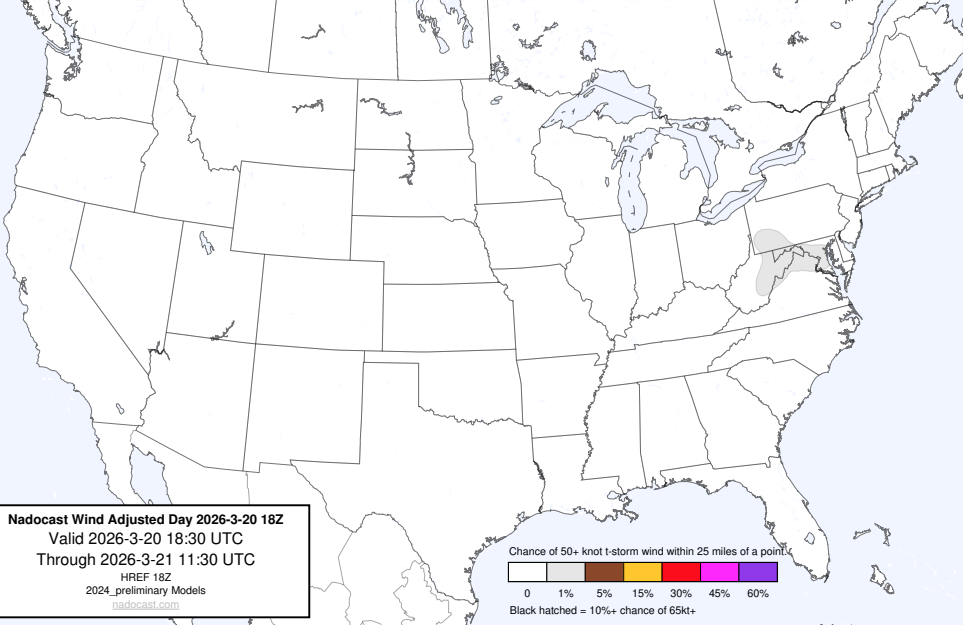 Nadocast Wind Adjusted Day 2026-3-20 18Z
Valid 2026-3-20 18:30 UTC
Through 2026-3-21 11:30 UTC
HREF 18Z
2024_preliminary Models
nadocast.com
Chance of 50+ knot t-storm wind within 25 miles of a point.
0 1% 5% 15% 30% 45% 60%
Black hatched = 10%+ chance of 65kt+